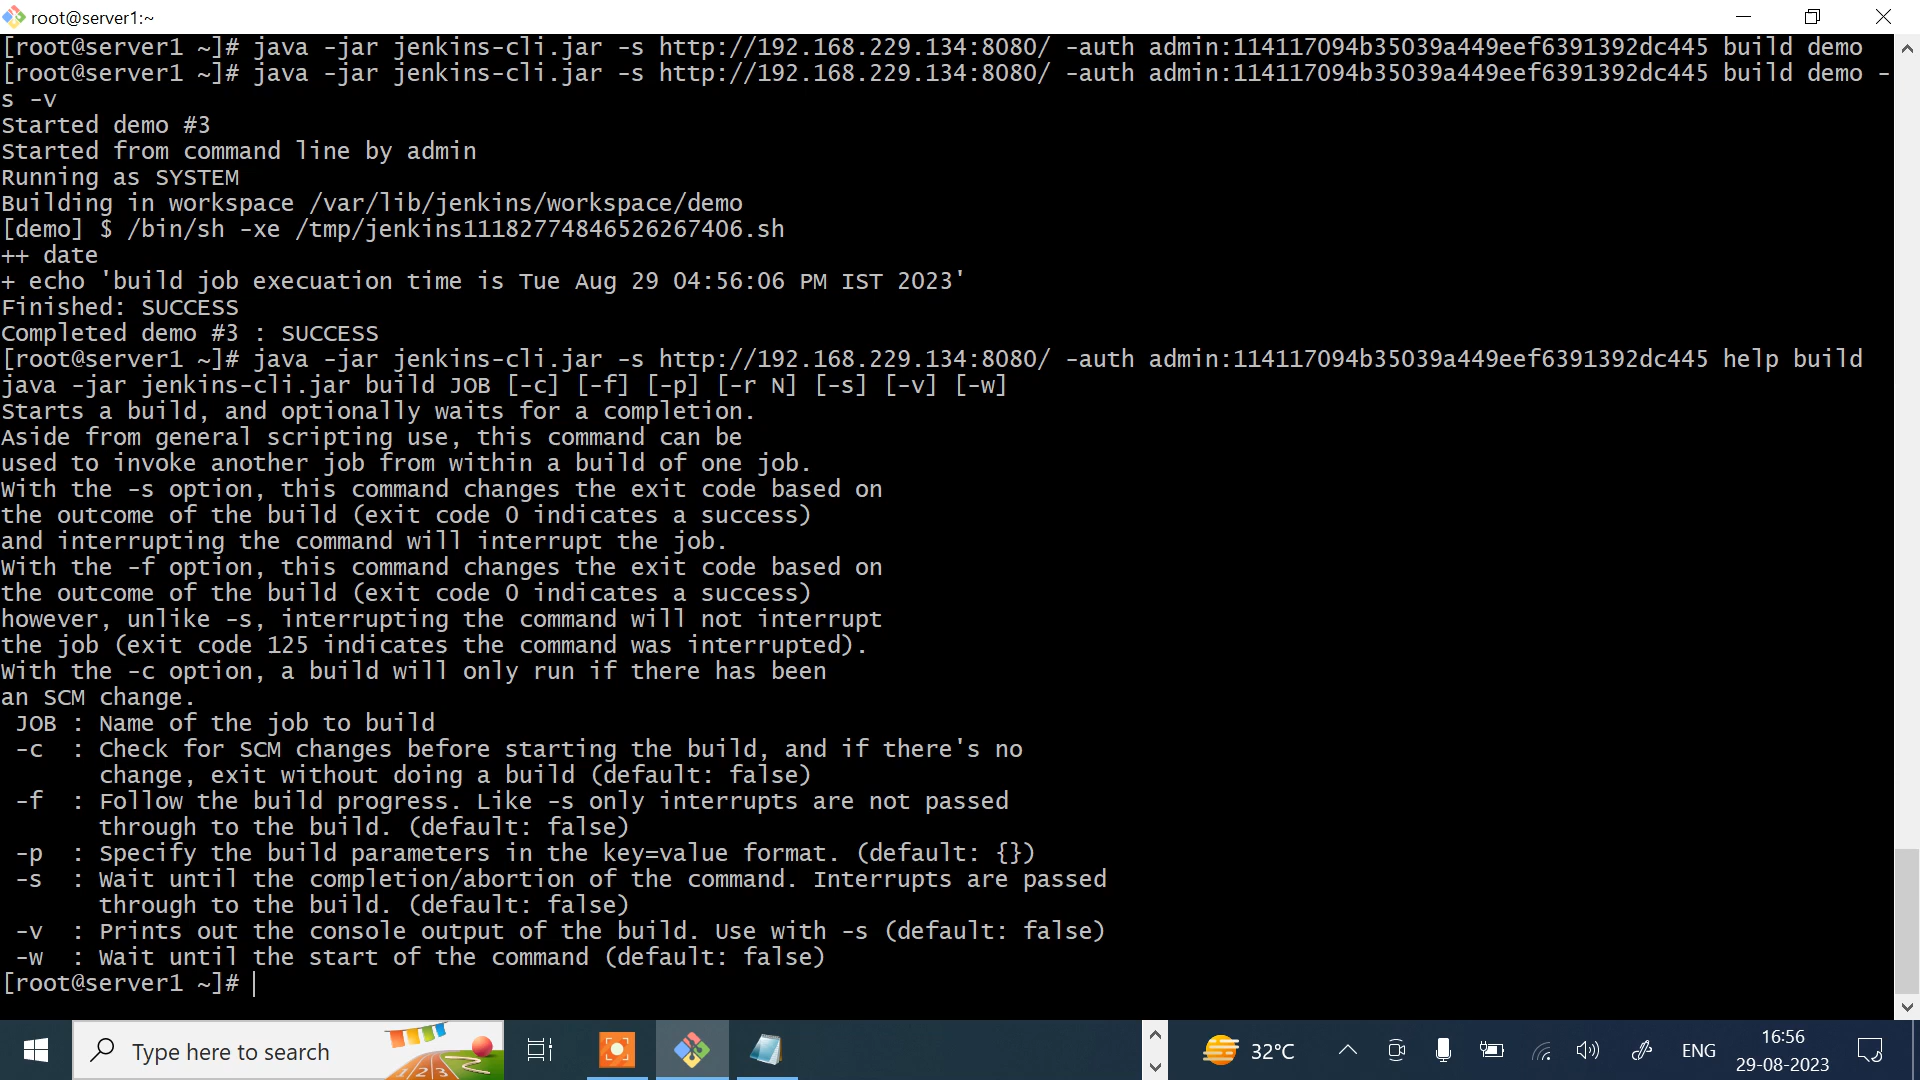 root@server1:~
[root@server1 ~]# java -jar jenkins-cli.jar -s http://192.168.229.134:8080/ -auth admin:114117094b35039a449eef6391392dc445 build demo
[root@server1 ~]# java -jar jenkins-cli.jar -s http://192.168.229.134:8080/ -auth admin:114117094b35039a449eef6391392dc445 build demo -
s -v
Started demo #3
Started from command line by admin
Running as SYSTEM
Building in workspace /var/lib/jenkins/workspace/demo
[demo] $ /bin/sh -xe /tmp/jenkins11182774846526267406.sh
++ date
+ echo 'build job execuation time is Tue Aug 29 04:56:06 PM IST 2023'
Finished: SUCCESS
Completed demo #3 : SUCCESS
[root@server1 ~]# java -jar jenkins-cli.jar -s http://192.168.229.134:8080/ -auth admin:114117094b35039a449eef6391392dc445 help build
java -jar jenkins-cli.jar build JOB [-c] [-f] [-p] [-r N] [-s] [-v] [-w]
Starts a build, and optionally waits for a completion.
Aside from general scripting use, this command can be
used to invoke another job from within a build of one job.
With the -s option, this command changes the exit code based on
the outcome of the build (exit code 0 indicates a success)
and interrupting the command will interrupt the job.
With the -f option, this command changes the exit code based on
the outcome of the build (exit code 0 indicates a success)
however, unlike -s, interrupting the command will not interrupt
the job (exit code 125 indicates the command was interrupted).
With the -c option, a build will only run if there has been
an SCM change.
JOB : Name of the job to build
-c : Check for SCM changes before starting the build, and if there's no
change, exit without doing a build (default: false)
-f : Follow the build progress. Like -s only interrupts are not passed
through to the build. (default: false)
-p : Specify the build parameters in the key=value format. (default: {})
-s : Wait until the completion/abortion of the command. Interrupts are passed
through to the build. (default: false)
-v : Prints out the console output of the build. Use with -s (default: false)
-w : Wait until the start of the command (default: false)
[root@server1 ~]#
Type here to search
1 2 3
32°C
ENG
16:56
29-08-2023